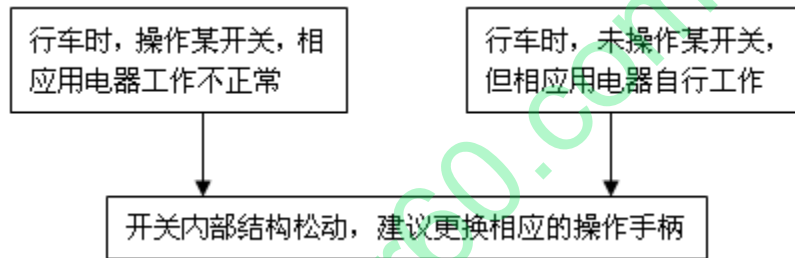 行车时，操作某开关，相
应用电器工作不正常
行车时，未操作某开关，
但相应用电器自行工作
开关内部结构松动，建议更换相应的操作手柄